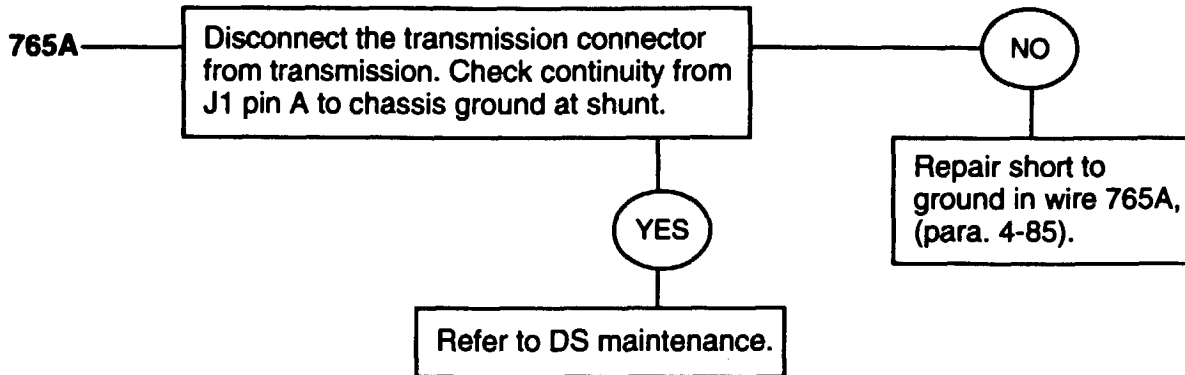 765A
Disconnect the transmission connector
from transmission. Check continuity from
J1 pin A to chassis ground at shunt.
NO
Repair short to
ground in wire 765A,
(para. 4-85).
YES
Refer to DS maintenance.